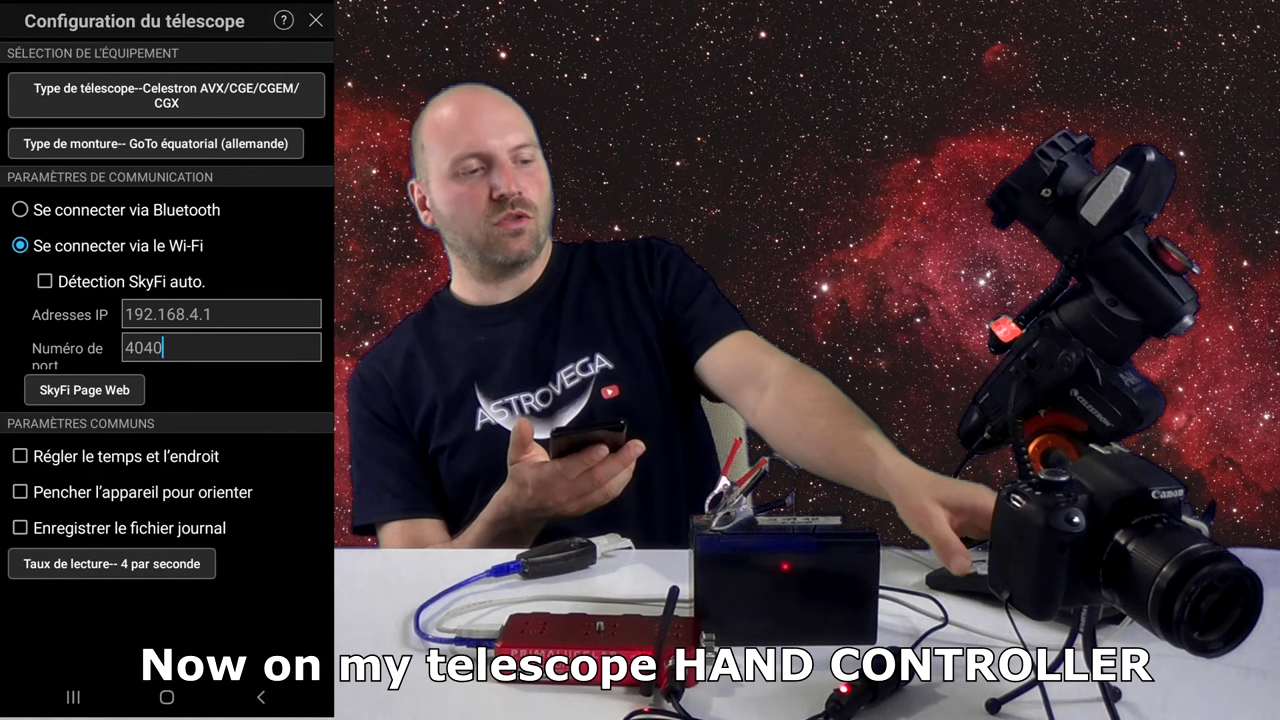 Configuration du télescope
?
SÉLECTION DE L'ÉQUIPEMENT
Type de télescope--Celestron AVX/CGE/CGEM/
CGX
Type de monture-- GoTo équatorial (allemande)
PARAMÈTRES DE COMMUNICATION
Se connecter via Bluetooth
Se connecter via le Wi-Fi
Détection SkyFi auto.
Adresses IP
192.168.4.1
Numéro de
port
4040
SkyFi Page Web
PARAMÈTRES COMMUNS
Régler le temps et l'endroit
Pencher l'appareil pour orienter
Enregistrer le fichier journal
Taux de lecture-- 4 par seconde
ASTROVEGA
CELESTRON
Canon
Now on my telescope HAND CONTROLLER